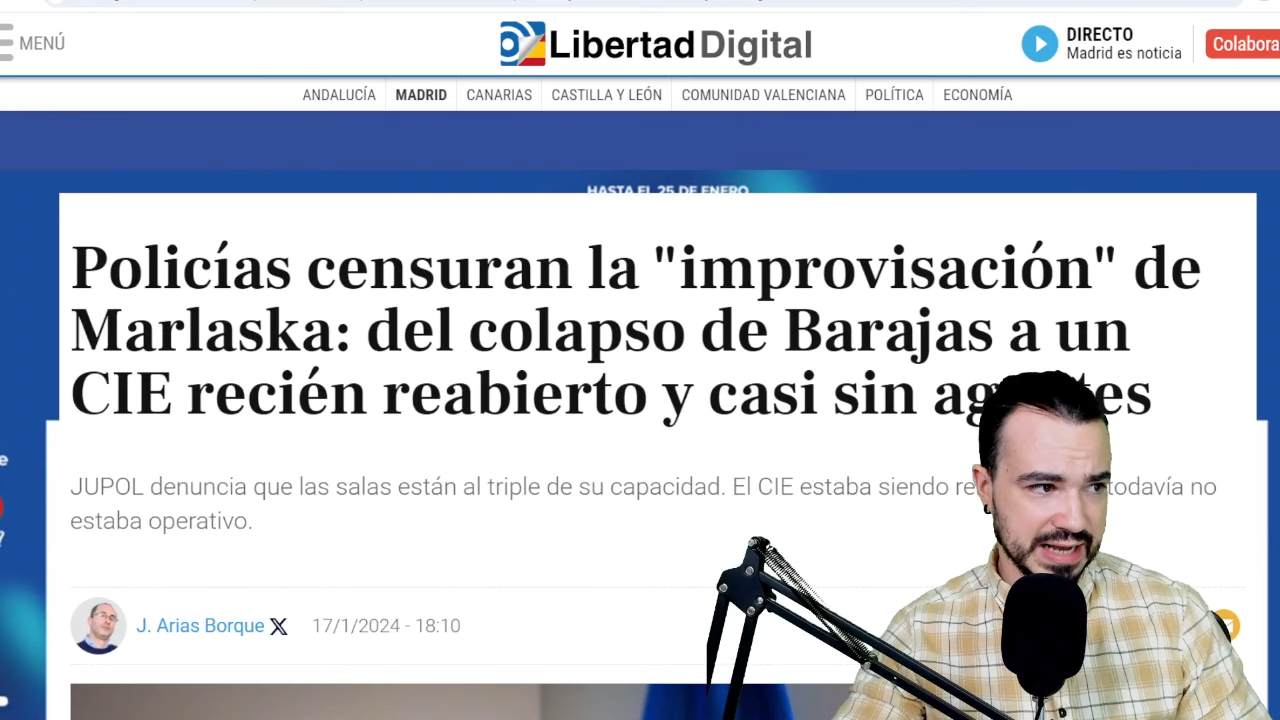 MENÚ
LibertadDigital
DIRECTO
Madrid es noticia
Colabora
ANDALUCÍA MADRID CANARIAS CASTILLA Y LEÓN COMUNIDAD VALENCIANA POLÍTICA ECONOMÍA
HASTA EL 25 DE ENERO
Policías censuran la "improvisación" de
Marlaska: del colapso de Barajas a un
CIE recién reabierto y casi sin
JUPOL denuncia que las salas están al triple de su capacidad. El CIE estaba siendo todavía no
estaba operativo.
J. Arias Borque X 17/1/2024 - 18:10